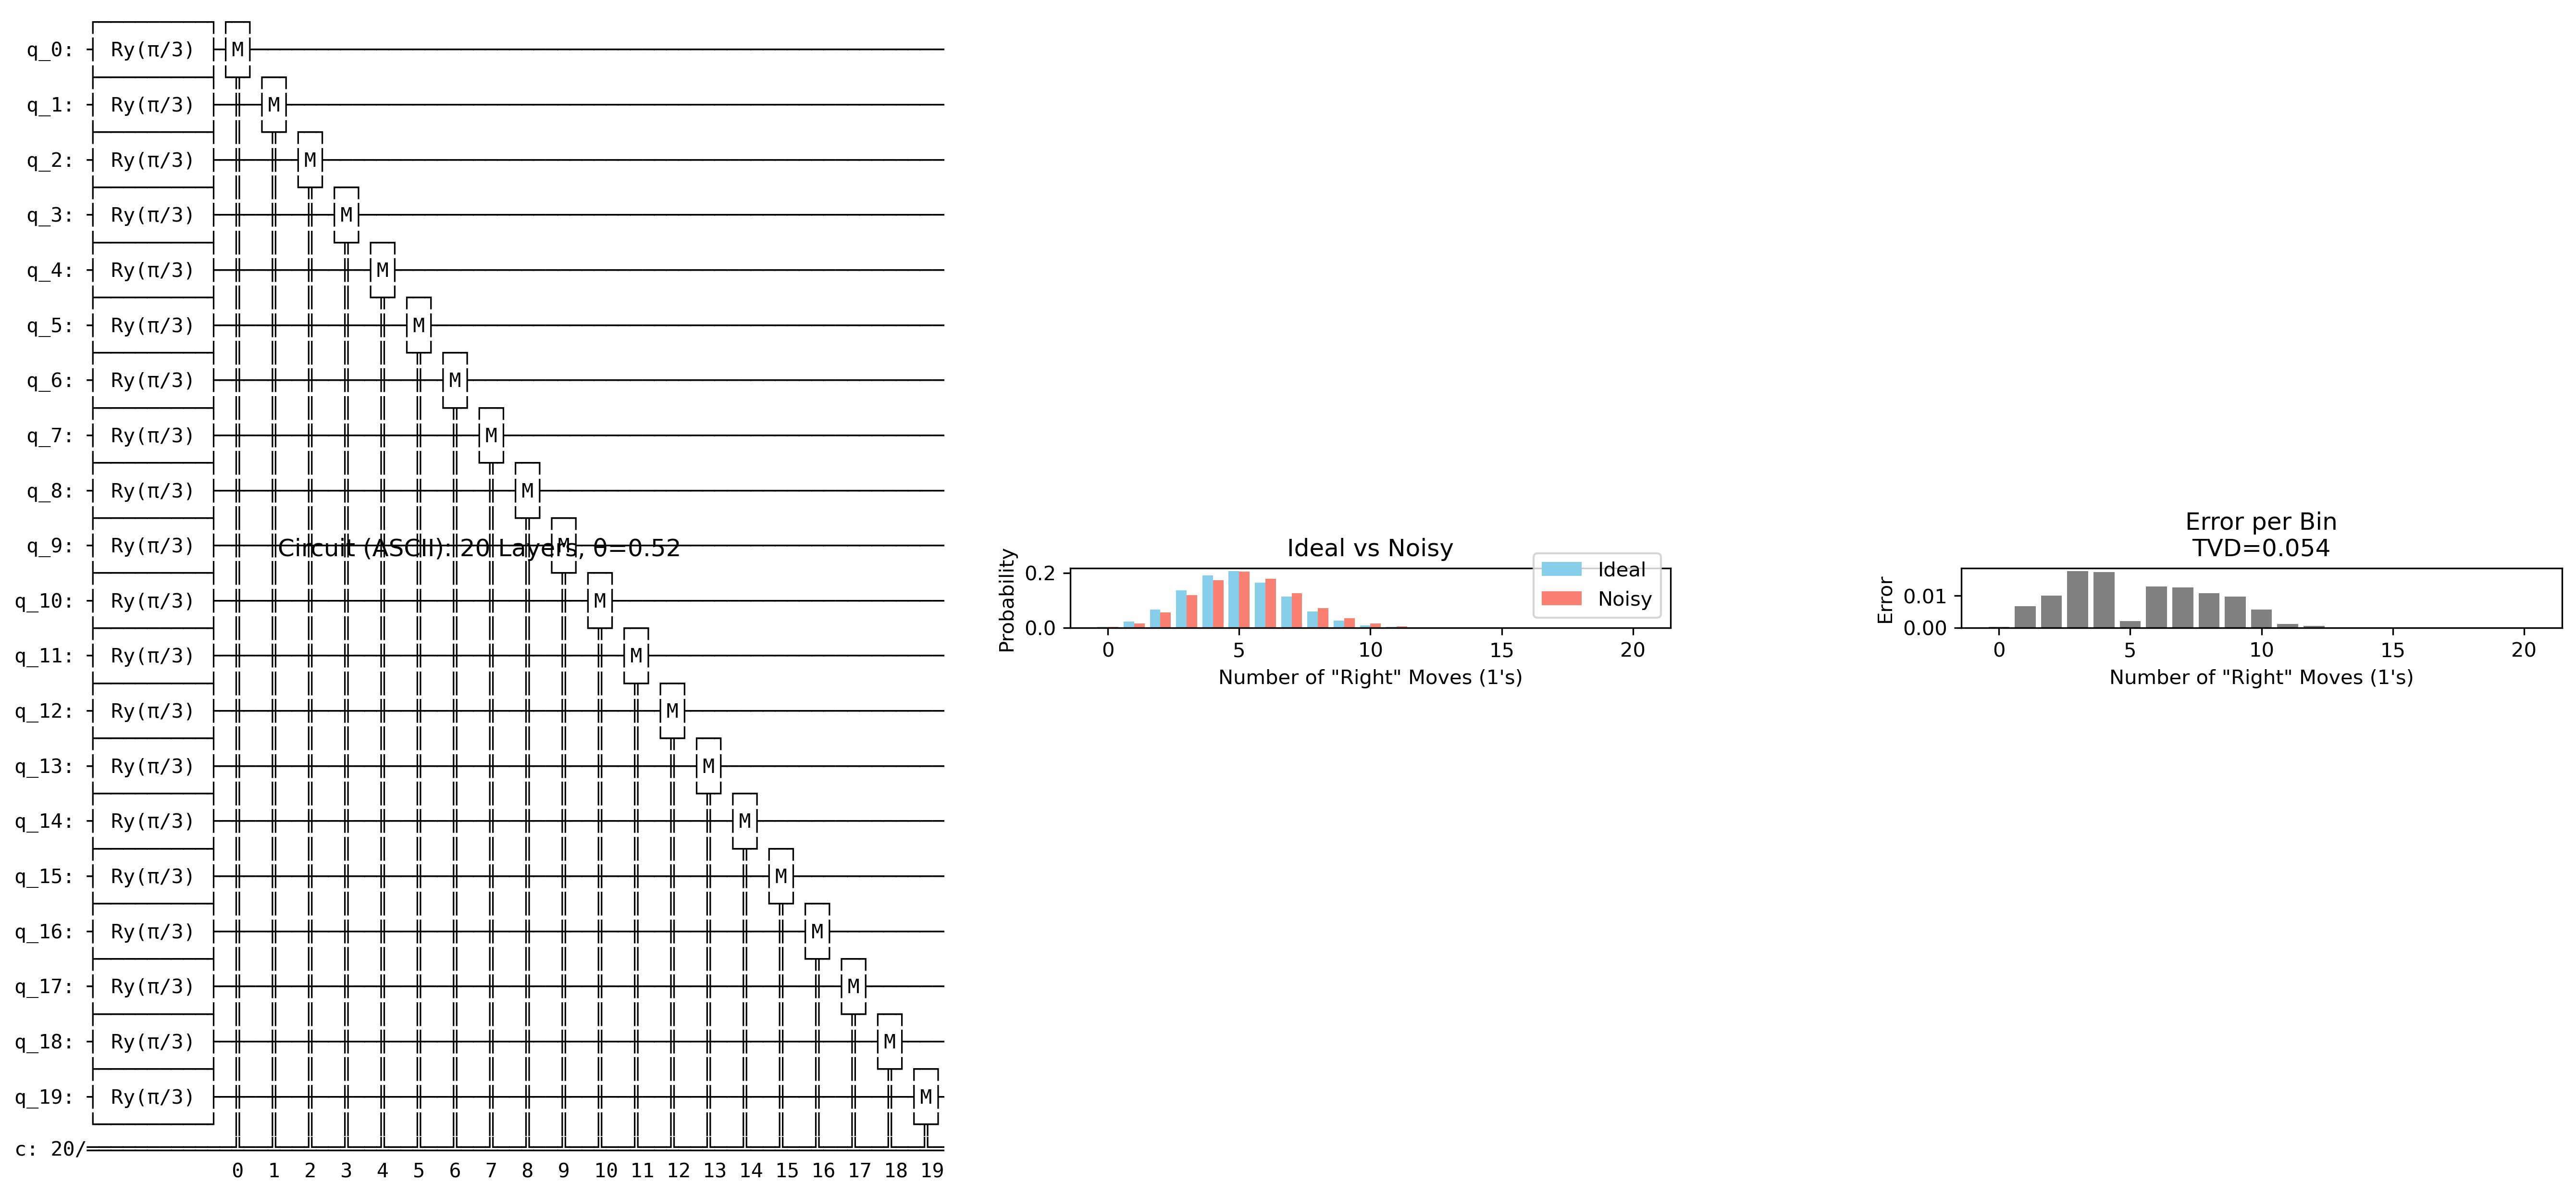 q_0: Ry(π/3) M
q_1: Ry(π/3) M
q_2: Ry(π/3) M
q_3: Ry(π/3) M
q_4: Ry(π/3) M
q_5: Ry(π/3) M
q_6: Ry(π/3) M
q_7: Ry(π/3) M
q_8: Ry(π/3) M
q_9: Ry(π/3) M
Circuit (ASCII): 20 Layers, θ=0.52
q_10: Ry(π/3) M
q_11: Ry(π/3) M
q_12: Ry(π/3) M
q_13: Ry(π/3) M
q_14: Ry(π/3) M
q_15: Ry(π/3) M
q_16: Ry(π/3) M
q_17: Ry(π/3) M
q_18: Ry(π/3) M
q_19: Ry(π/3) M
c: 20/
0 1 2 3 4 5 6 7 8 9 10 11 12 13 14 15 16 17 18 19
Ideal vs Noisy
Probability
0.2
0.0
Ideal
Noisy
0 5 10 15 20
Number of "Right" Moves (1's)
Error per Bin
TVD=0.054
Error
0.01
0.00
0 5 10 15 20
Number of "Right" Moves (1's)